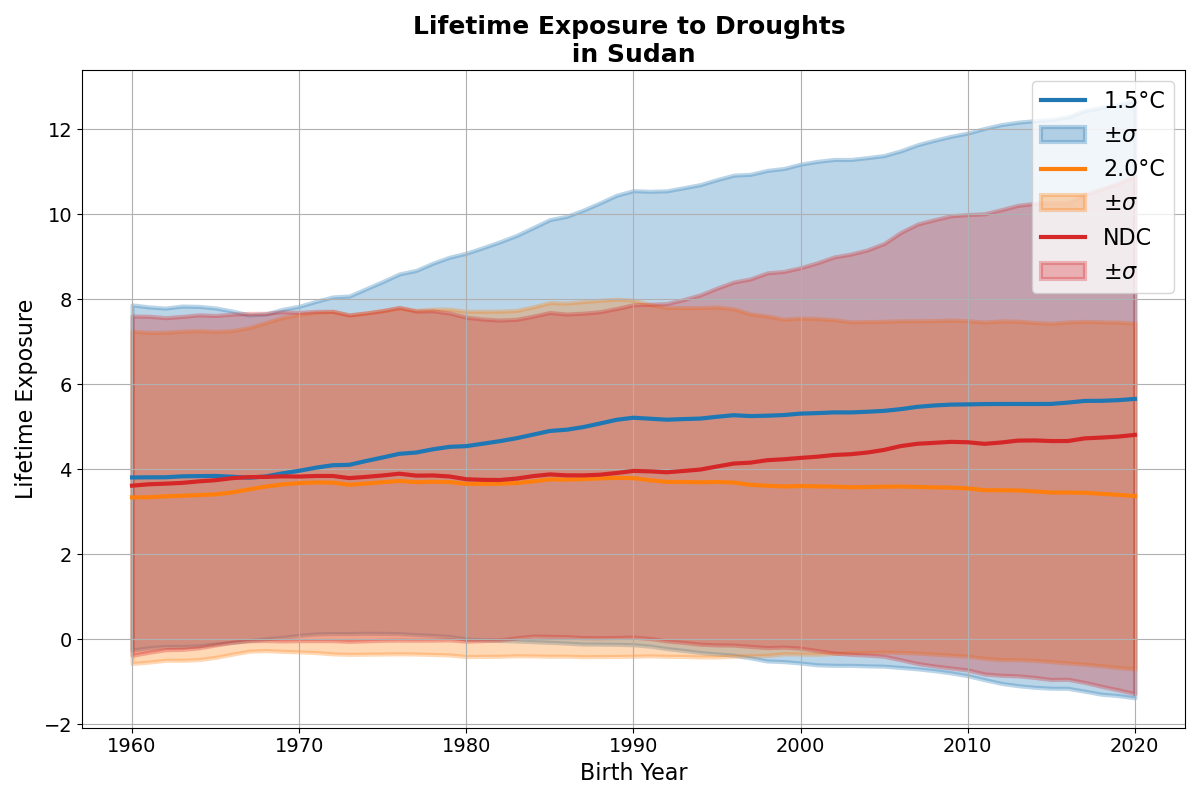 Lifetime Exposure to Droughts
in Sudan
1.5°C
±σ
2.0°C
±σ
NDC
±σ
Lifetime Exposure
12
10
8
6
4
2
0
−2
1960
1970
1980
1990
2000
2010
2020
Birth Year